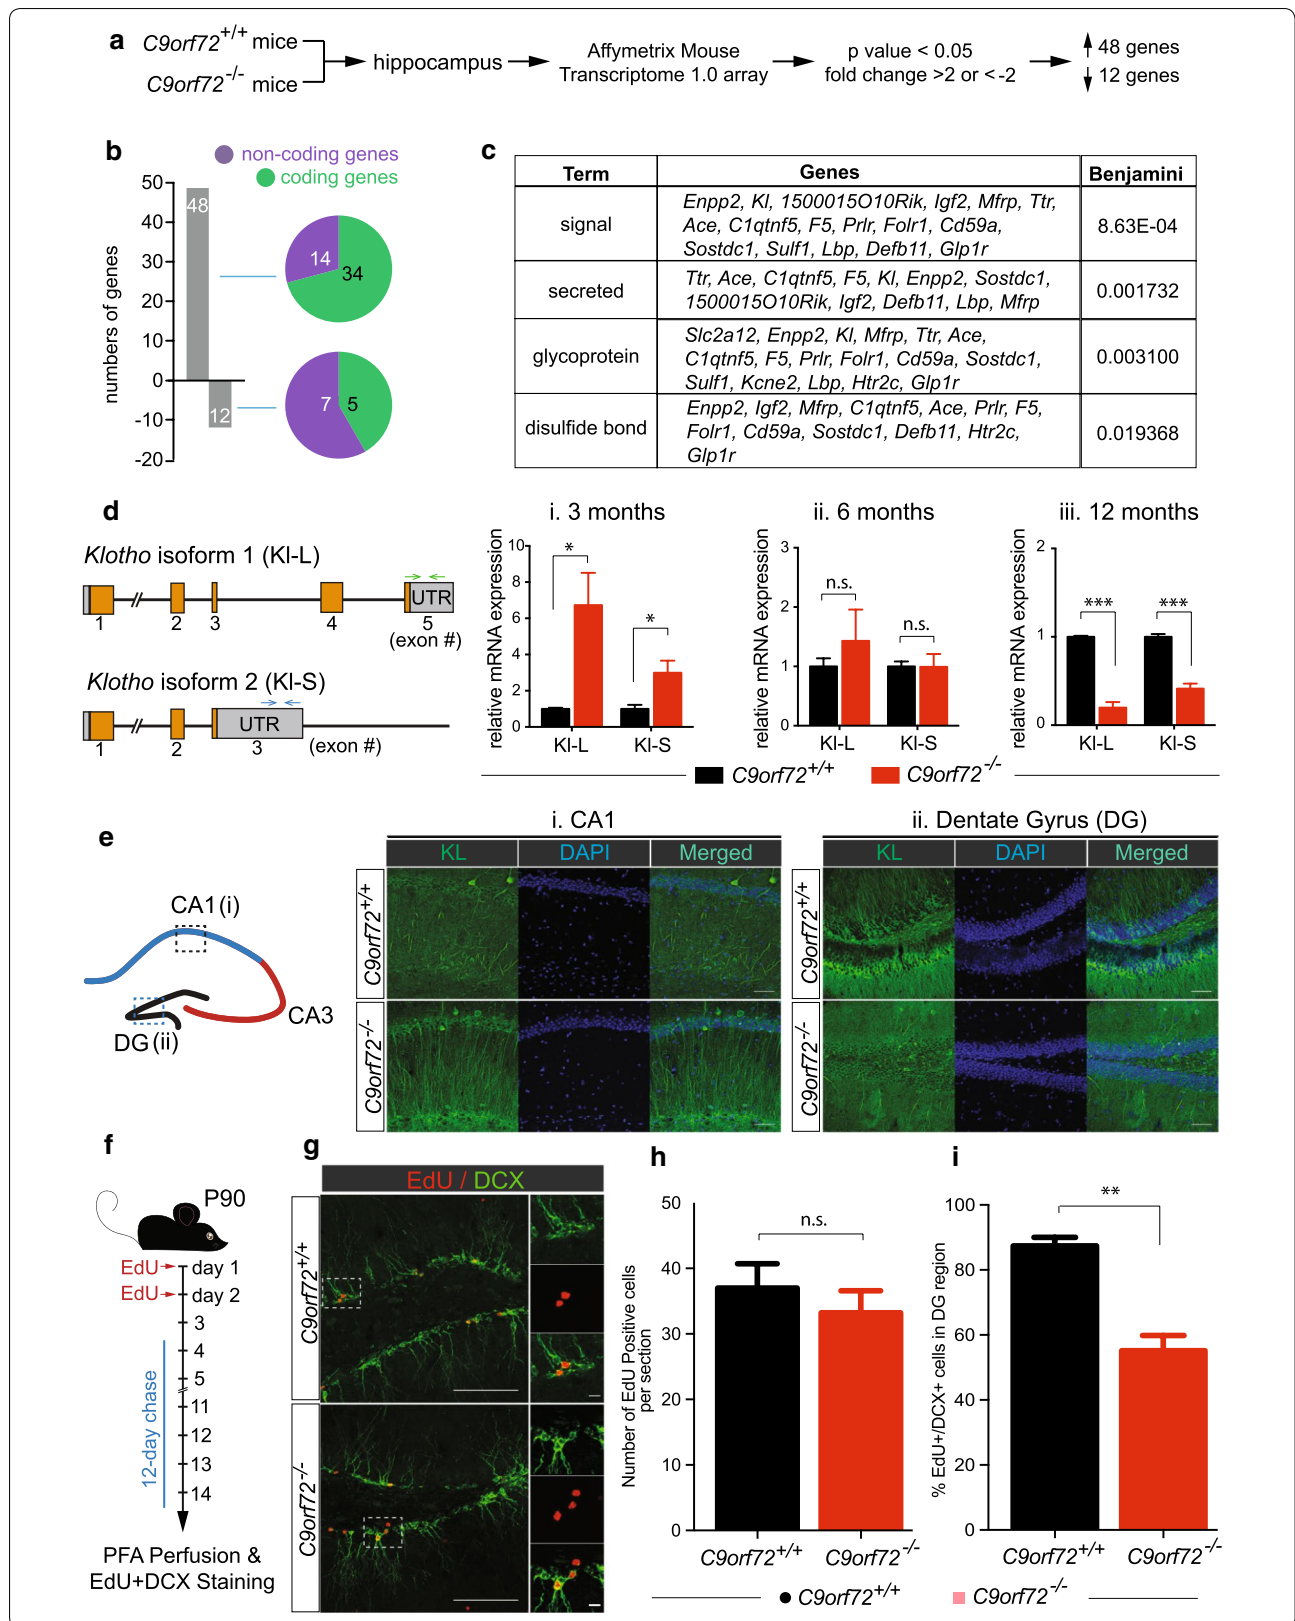 a
C9orf72+/+ mice
C9orf72-/- mice
hippocampus
Affymetrix Mouse
Transcriptome 1.0 array
p value < 0.05
fold change >2 or < -2
48 genes
12 genes
b
non-coding genes
coding genes
numbers of genes
50
40
30
20
10
0
-10
-20
48
12
14
34
7
5
c
Term Genes Benjamini
signal
Enpp2, Kl, 1500015O10Rik, Igf2, Mfrp, Ttr,
Ace, C1qtnf5, F5, Prlr, Folr1, Cd59a,
Sostdc1, Sulf1, Lbp, Defb11, Glp1r
8.63E-04
secreted
Ttr, Ace, C1qtnf5, F5, Kl, Enpp2, Sostdc1,
1500015O10Rik, Igf2, Defb11, Lbp, Mfrp
0.001732
glycoprotein
Slc2a12, Enpp2, Kl, Mfrp, Ttr, Ace,
C1qtnf5, F5, Prlr, Folr1, Cd59a, Sostdc1,
Sulf1, Kcne2, Lbp, Htr2c, Glp1r
0.003100
disulfide bond
Enpp2, Igf2, Mfrp, C1qtnf5, Ace, Prlr, F5,
Folr1, Cd59a, Sostdc1, Defb11, Htr2c,
Glp1r
0.019368
d
Klotho isoform 1 (Kl-L)
UTR
1 2 3 4 5
(exon #)
Klotho isoform 2 (Kl-S)
UTR
1 2 3 (exon #)
i. 3 months
relative mRNA expression
10
8
6
4
2
0
*
*
Kl-L Kl-S
ii. 6 months
relative mRNA expression
3
2
1
0
n.s.
n.s.
Kl-L Kl-S
iii. 12 months
relative mRNA expression
2
1
0
***
***
Kl-L Kl-S
C9orf72+/+ C9orf72-/-
e
CA1 (i)
CA3
DG (ii)
i. CA1
KL DAPI Merged
C9orf72+/+
C9orf72-/-
ii. Dentate Gyrus (DG)
KL DAPI Merged
C9orf72+/+
C9orf72-/-
f
P90
EdU day 1
EdU day 2
3
4
5
11
12
13
14
12-day chase
PFA Perfusion &
EdU+DCX Staining
g
EdU / DCX
C9orf72+/+
C9orf72-/-
h
Number of EdU Positive cells
per section
50
40
30
20
10
0
n.s.
C9orf72+/+ C9orf72-/-
i
% EdU+/DCX+ cells in DG region
100
80
60
40
20
0
**
C9orf72+/+ C9orf72-/-
C9orf72+/+ C9orf72-/-